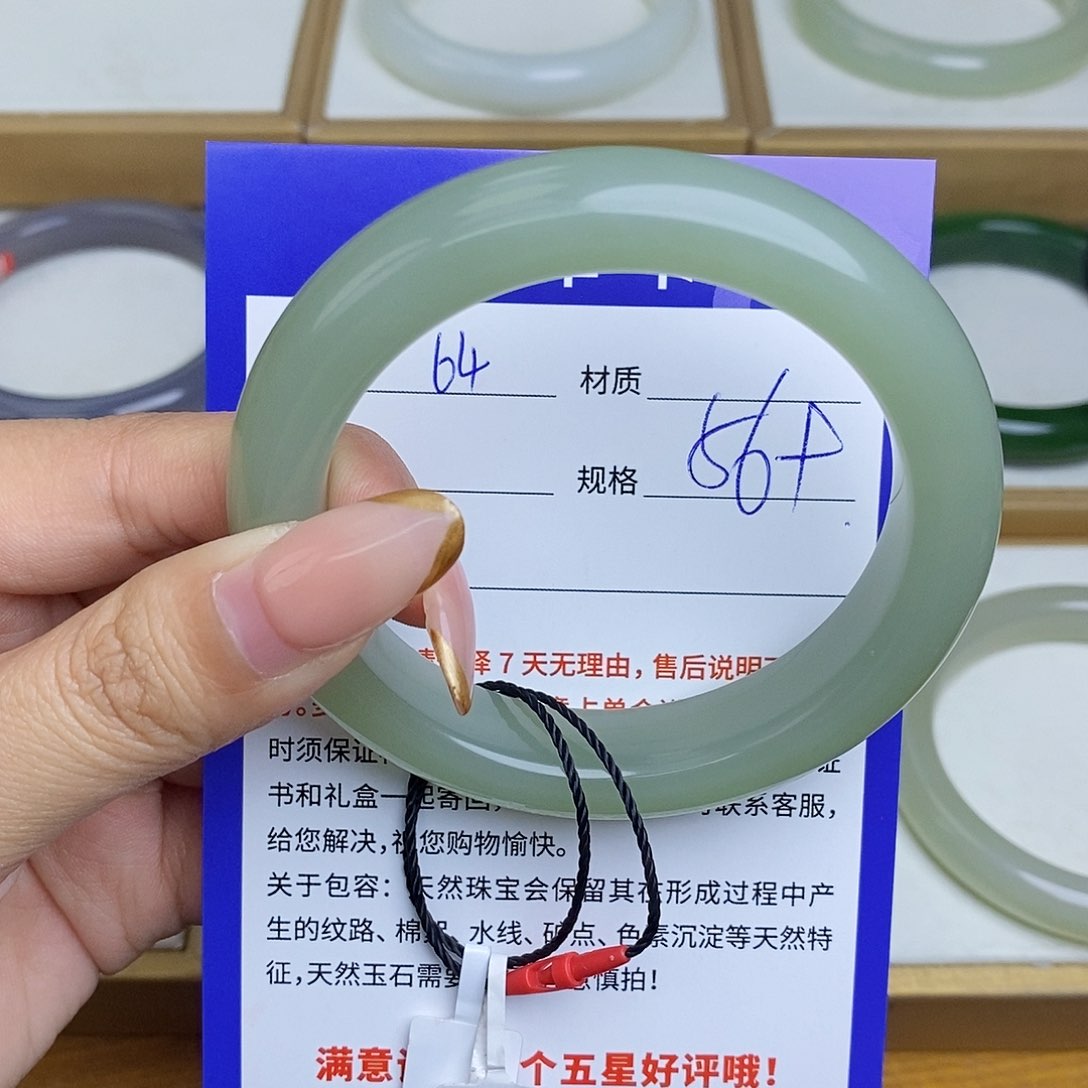 64 材质
规格 56+
择7天无理由，售后说明
时须保证
书和礼盒一起寄回，可联系客服，
给您解决，祝您购物愉快。
关于包容：天然珠宝会保留其在形成过程中产
生的纹路、棉絮、水线、矿点、色素沉淀等天然特
征，天然玉石需要慎拍！
满意 个五星好评哦！